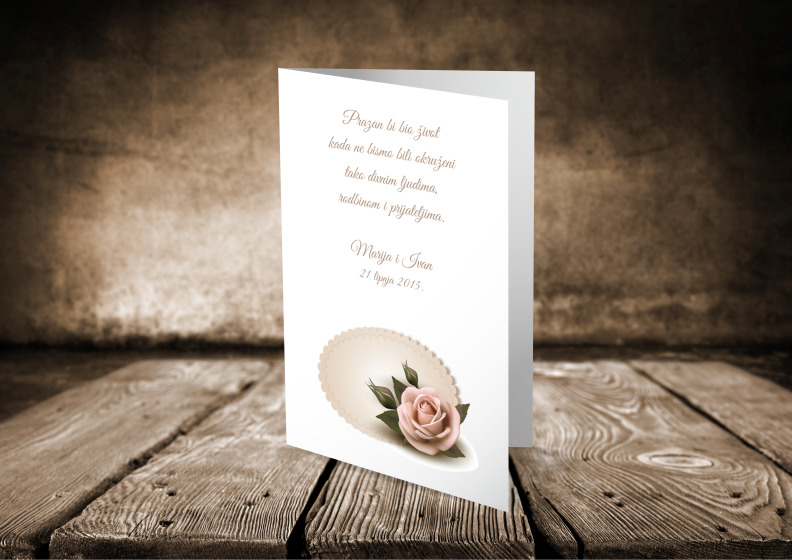 Prazan bi bio život
kada ne bismo bili okruženi
tako divnim ljudima,
rodbinom i prijateljima.
Marija i Ivan
21 lipnja 2015.